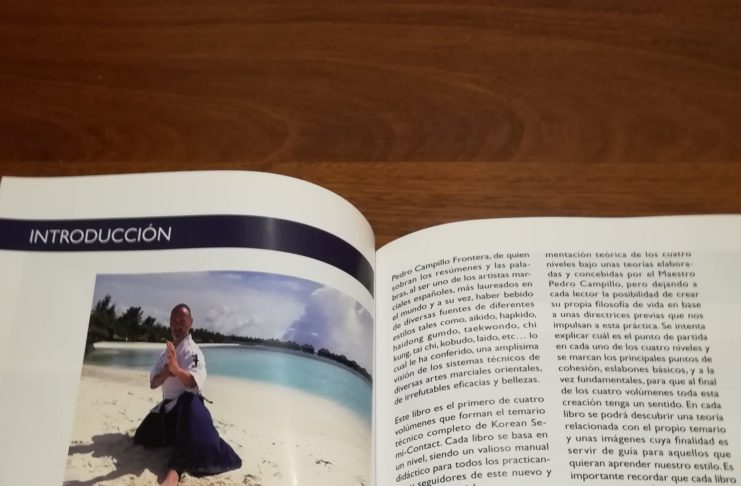 INTRODUCCIÓN
Pedro Campillo Frontera, de quien
sobran los resúmenes y las pala-
bras, al ser uno de los artistas mar-
ciales españoles, más laureados en
el mundo y a su vez, haber bebido
de diversas fuentes de diferentes
estilos tales como, aikido, hapkido,
haidong gumdo, taekwondo, chi
kung, tai chi, kobudo, Iaido, etc... lo
cual le ha conferido, una amplísima
visión de los sistemas técnicos de
diversas artes marciales orientales,
de irrefutables eficacias y bellezas.
Este libro es el primero de cuatro
volúmenes que forman el temario
técnico completo de Korean Se-
mi-Contact. Cada libro se basa en
un nivel, siendo un valioso manual
didáctico para todos los practican-
seguidores de este nuevo y
mentación teórica de los cuatro
niveles bajo unas teorías elabora-
das y concebidas por el Maestro
Pedro Campillo, pero dejando a
cada lector la posibilidad de crear
su propia filosofía de vida en base
a unas directrices previas que nos
impulsan a esta práctica. Se intenta
explicar cuál es el punto de partida
en cada uno de los cuatro niveles y
se marcan los principales puntos de
cohesión, eslabones básicos, y a la
vez fundamentales, para que al final
de los cuatro volúmenes toda esta
creación tenga un sentido. En cada
libro se podrá descubrir una teoría
relacionada con el propio temario
y unas imágenes cuya finalidad es
servir de guía para aquellos que
quieran aprender nuestro estilo. Es
importante recordar que cada libro